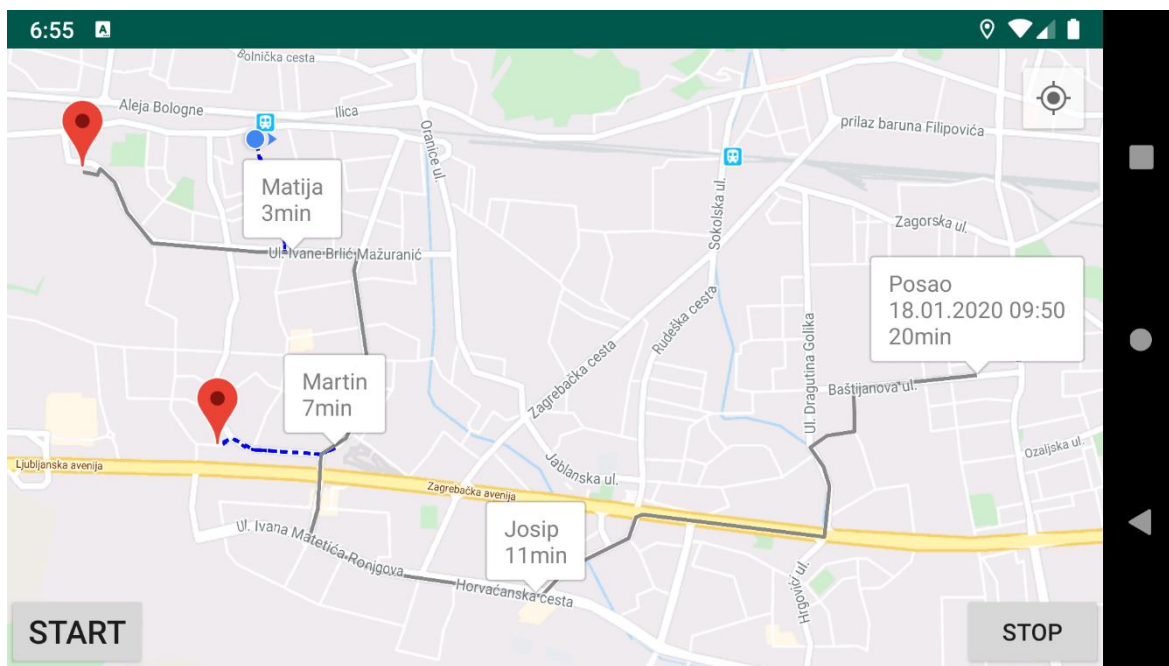 6:55
Bolnička cesta
Aleja Bologne
Ilica
Oranice ul.
prilaz baruna Filipovića
Matija
3min
Sokolska ul.
Zagorska ul.
Ul. Ivane Brlić Mažuranić
Posao
18.01.2020 09:50
20min
Rudeška cesta
Ul. Dragutina Golika
Zagrebačka cesta
Martin
7min
Baštijanova ul.
Ozaljska ul.
Ljubljanska avenija
Jablanska ul.
Zagrebačka avenija
Josip
11min
Ul. Ivana Matetića-Ronjgova
Horvaćanska cesta
Hrgovići ul.
START
STOP